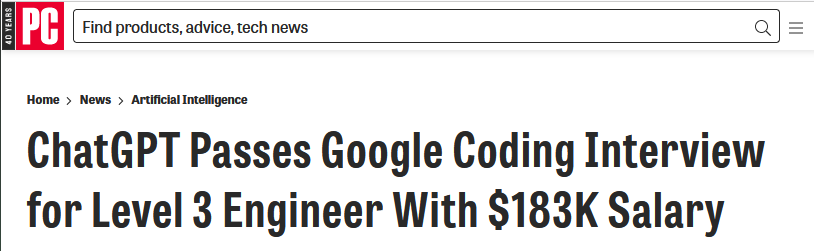 40 YEARS
PC
Find products, advice, tech news
Home > News > Artificial Intelligence
ChatGPT Passes Google Coding Interview
for Level 3 Engineer With $183K Salary